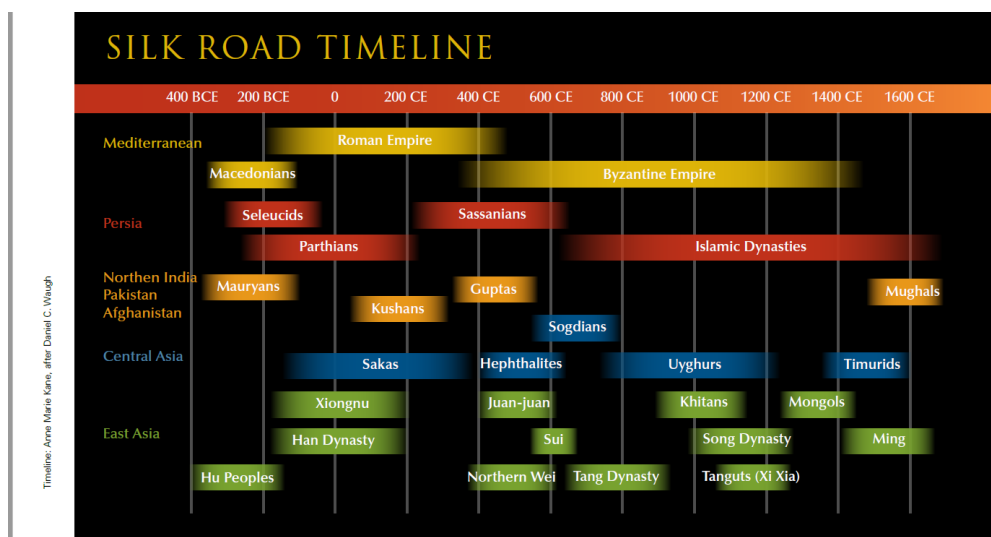 SILK ROAD TIMELINE
400 BCE 200 BCE 0 200 CE 400 CE 600 CE 800 CE 1000 CE 1200 CE 1400 CE 1600 CE
Mediterranean
Roman Empire
Macedonians
Byzantine Empire
Persia
Seleucids
Sassanians
Parthians
Islamic Dynasties
Northen India
Pakistan
Afghanistan
Mauryans
Guptas
Mughals
Kushans
Sogdians
Central Asia
Sakas
Hephthalites
Uyghurs
Timurids
Xiongnu
Juan-juan
Khitans
Mongols
East Asia
Han Dynasty
Sui
Song Dynasty
Ming
Hu Peoples
Northern Wei
Tang Dynasty
Tanguts (Xi Xia)
Timeline: Anne Marie Kane, after Daniel C. Waugh